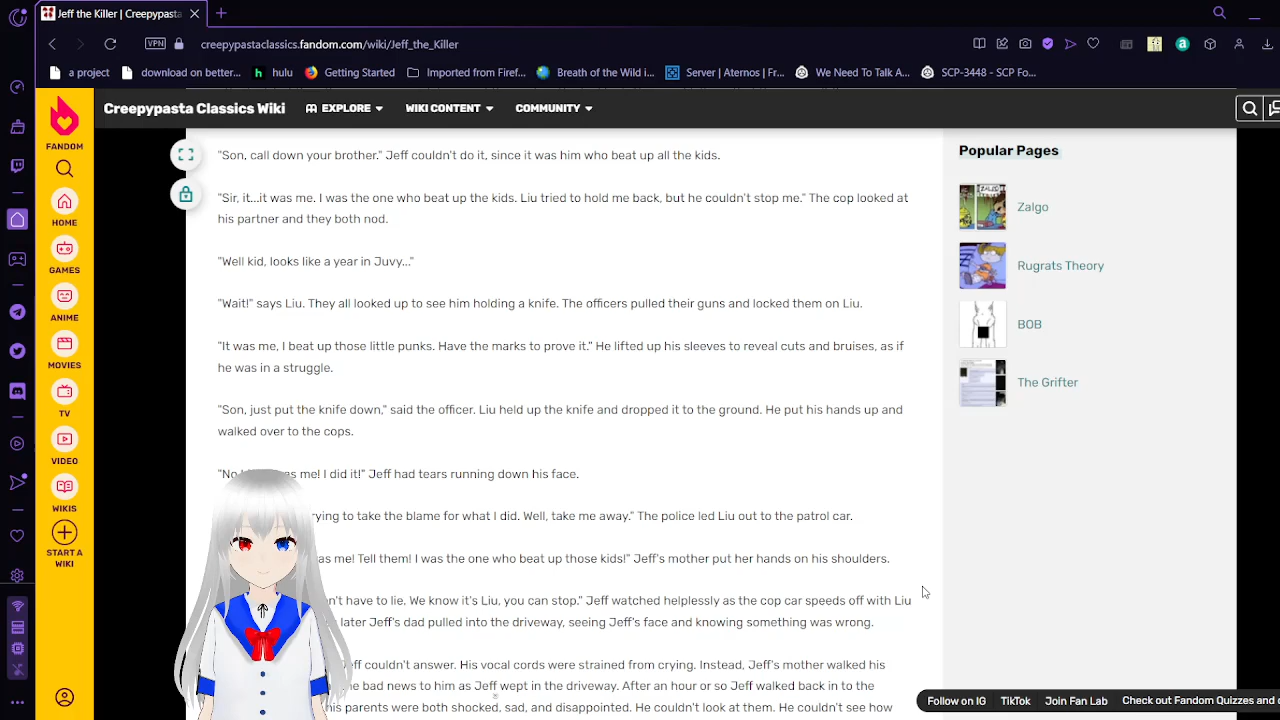 Jeff the Killer | Creepypasta
VPN
creepypastaclassics.fandom.com/wiki/Jeff_the_Killer
a project
download on better...
hulu
Getting Started
Imported from Firef...
Breath of the Wild i...
Server | Aternos | Fr...
We Need To Talk A...
SCP-3448 - SCP Fo...
Creepypasta Classics Wiki
EXPLORE
WIKI CONTENT
COMMUNITY
FANDOM
HOME
GAMES
ANIME
MOVIES
TV
VIDEO
WIKIS
START A
WIKI
"Son, call down your brother." Jeff couldn't do it, since it was him who beat up all the kids.
"Sir, it...it was me. I was the one who beat up the kids. Liu tried to hold me back, but he couldn't stop me." The cop looked at
his partner and they both nod.
"Well kid, looks like a year in Juvy..."
"Wait!" says Liu. They all looked up to see him holding a knife. The officers pulled their guns and locked them on Liu.
"It was me, I beat up those little punks. Have the marks to prove it." He lifted up his sleeves to reveal cuts and bruises, as if
he was in a struggle.
"Son, just put the knife down," said the officer. Liu held up the knife and dropped it to the ground. He put his hands up and
walked over to the cops.
"No me! I did it!" Jeff had tears running down his face.
to take the blame for what I did. Well, take me away." The police led Liu out to the patrol car.
me! Tell them! I was the one who beat up those kids!" Jeff's mother put her hands on his shoulders.
have to lie. We know it's Liu, you can stop." Jeff watched helplessly as the cop car speeds off with Liu
later Jeff's dad pulled into the driveway, seeing Jeff's face and knowing something was wrong.
couldn't answer. His vocal cords were strained from crying. Instead, Jeff's mother walked his
bad news to him as Jeff wept in the driveway. After an hour or so Jeff walked back in to the
his parents were both shocked, sad, and disappointed. He couldn't look at them. He couldn't see how
Popular Pages
Zalgo
Rugrats Theory
BOB
The Grifter
Follow on IG
TikTok
Join Fan Lab
Check out Fandom Quizzes and